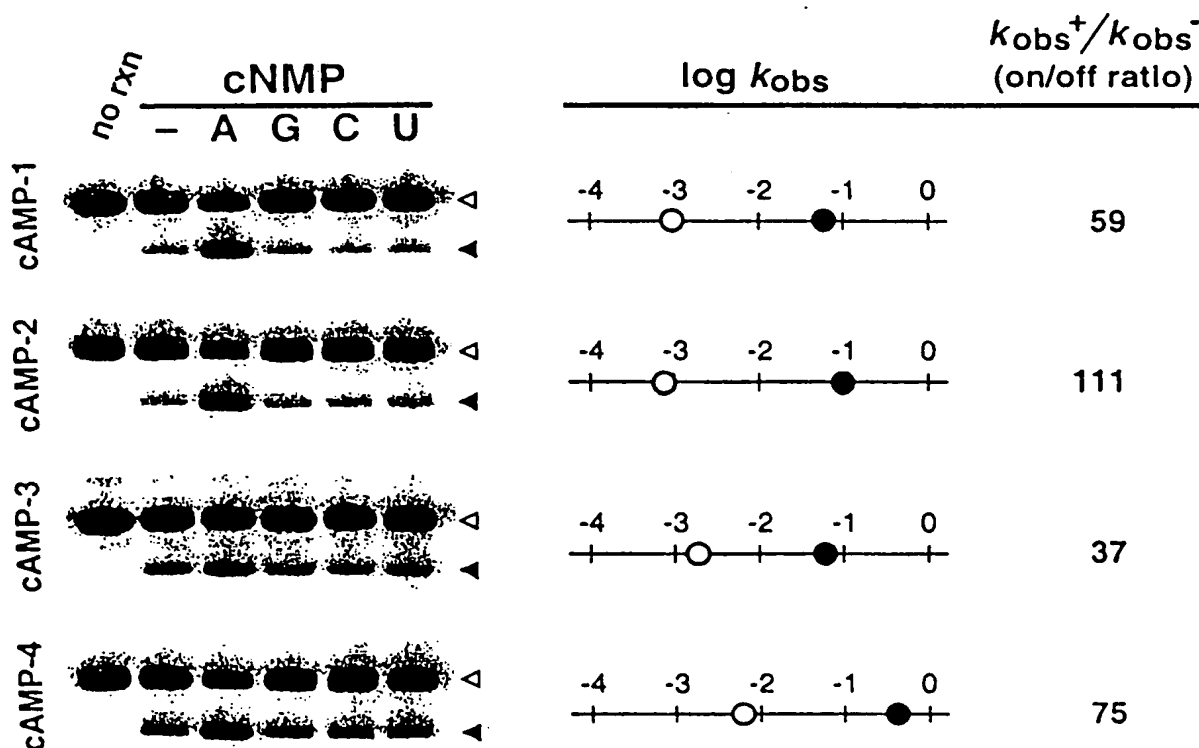 no rxn
cNMP
– A G C U
log kobs
kobs+/kobs-
(on/off ratio)
cAMP-1
-4 -3 -2 -1 0
59
cAMP-2
-4 -3 -2 -1 0
111
cAMP-3
-4 -3 -2 -1 0
37
cAMP-4
-4 -3 -2 -1 0
75